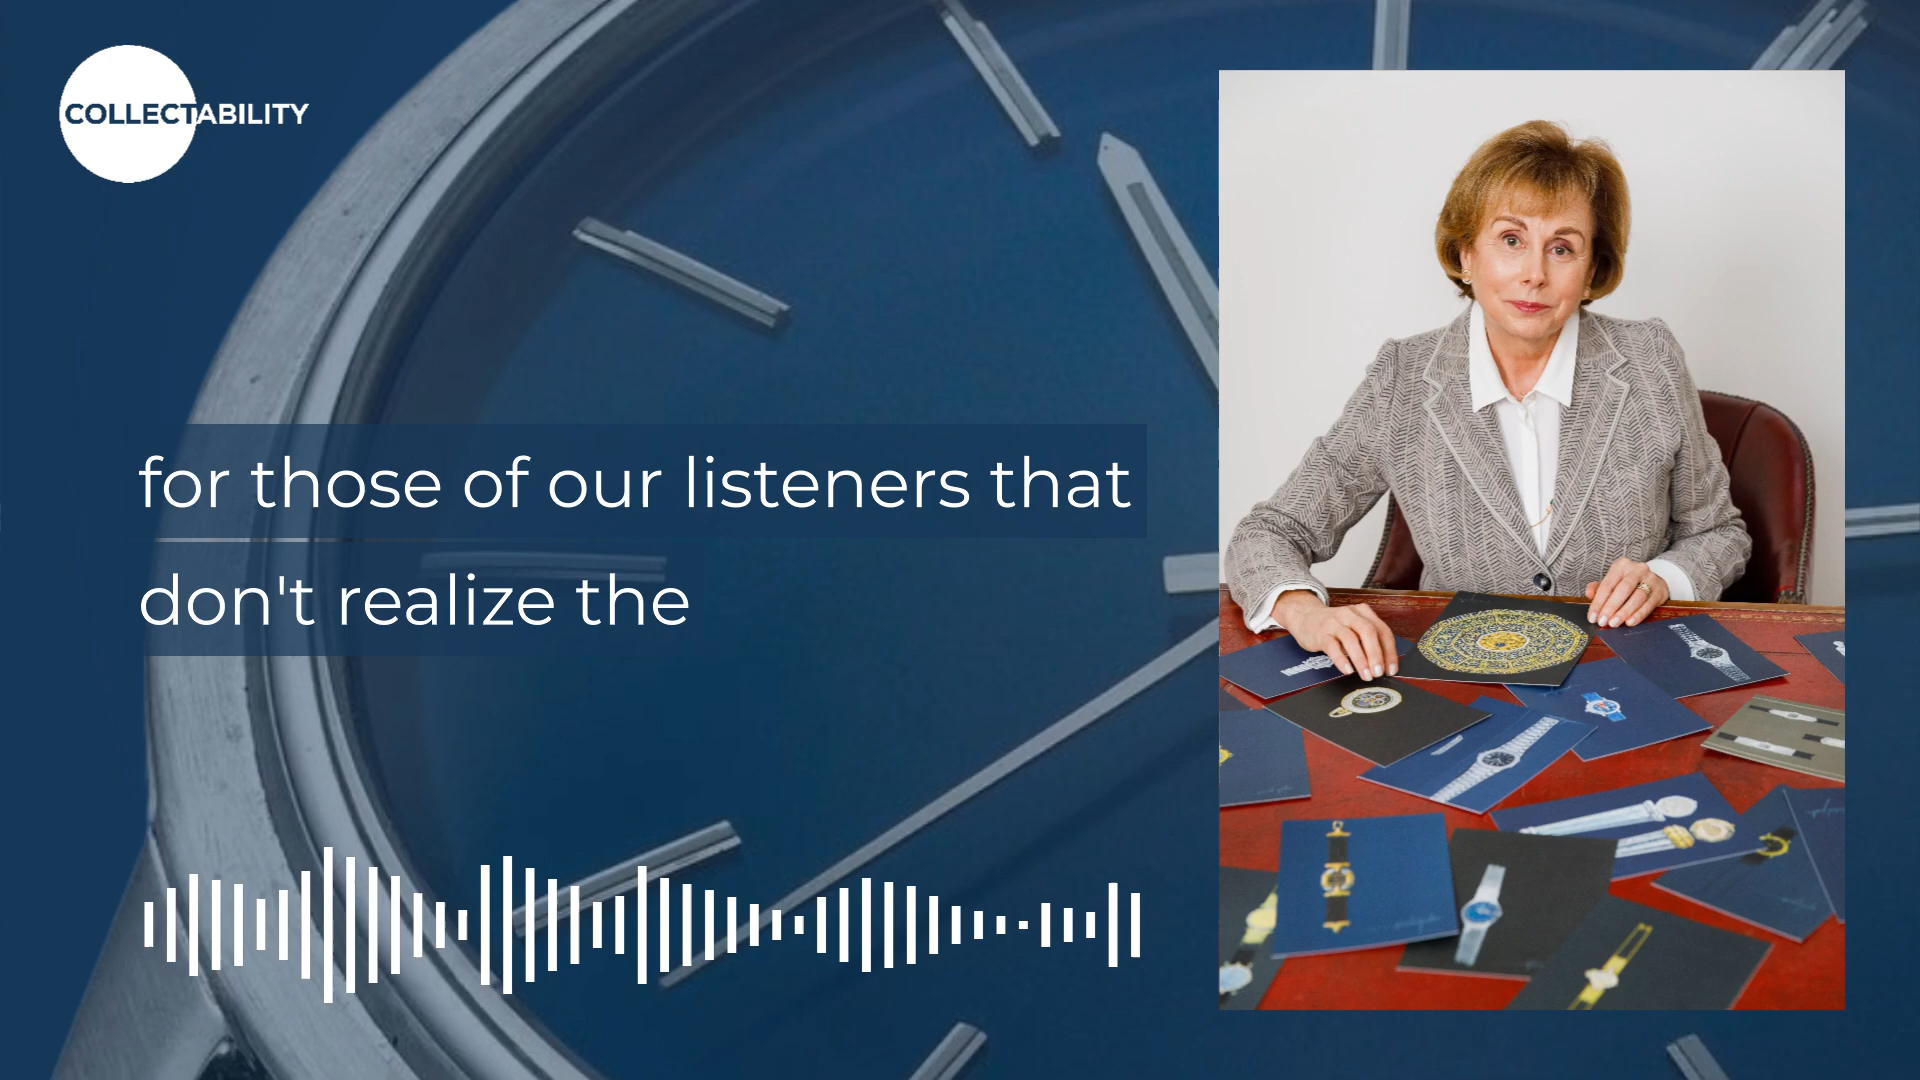 COLLECTABILITY
for those of our listeners that
don't realize the